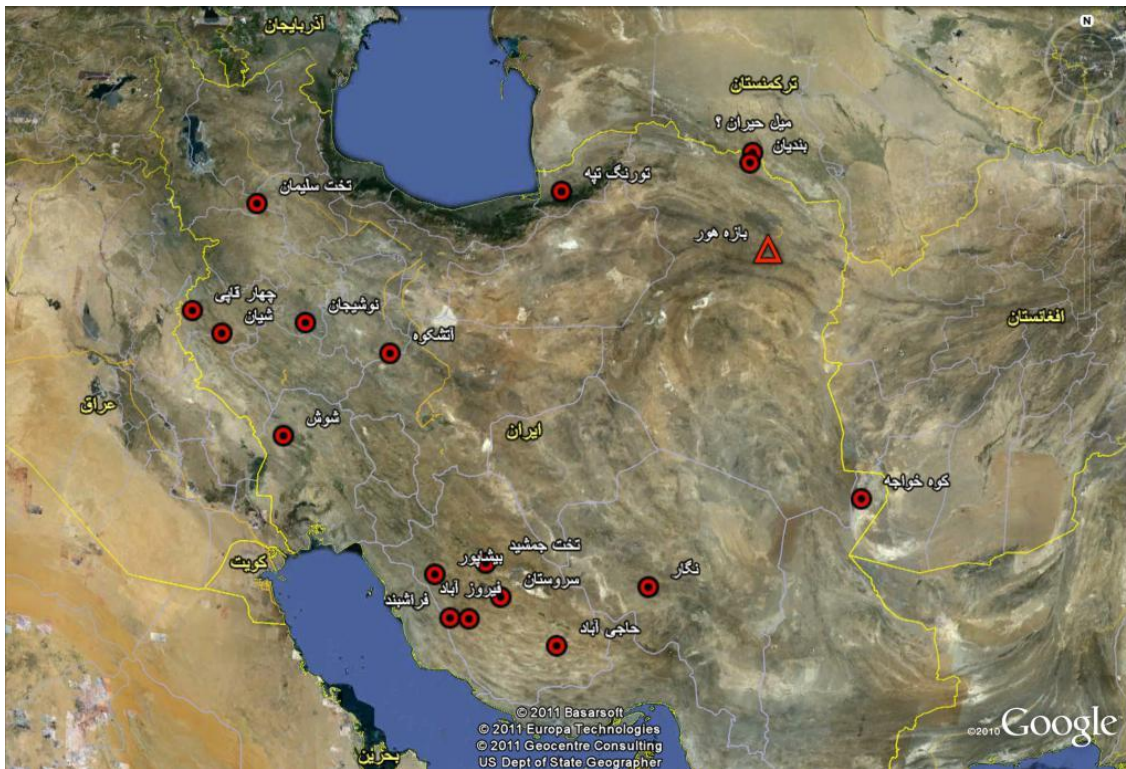 آذربایجان
N
ترکمنستان
میل حیران ؟
بندیان
تورنگ تپه
تخت سلیمان
بازه هور
چهار قاپی
شیان
نوشیجان
آتشکوه
افغانستان
عراق
شوش
ایران
کوه خواجه
کویت
تخت جمشید
بیشاپور
سروستان
فیروز آباد
فراشبند
نگار
حاجی آباد
بحرین
© 2011 Basarsoft
© 2011 Europa Technologies
© 2011 Geocentre Consulting
US Dept of State Geographer
©2010 Google